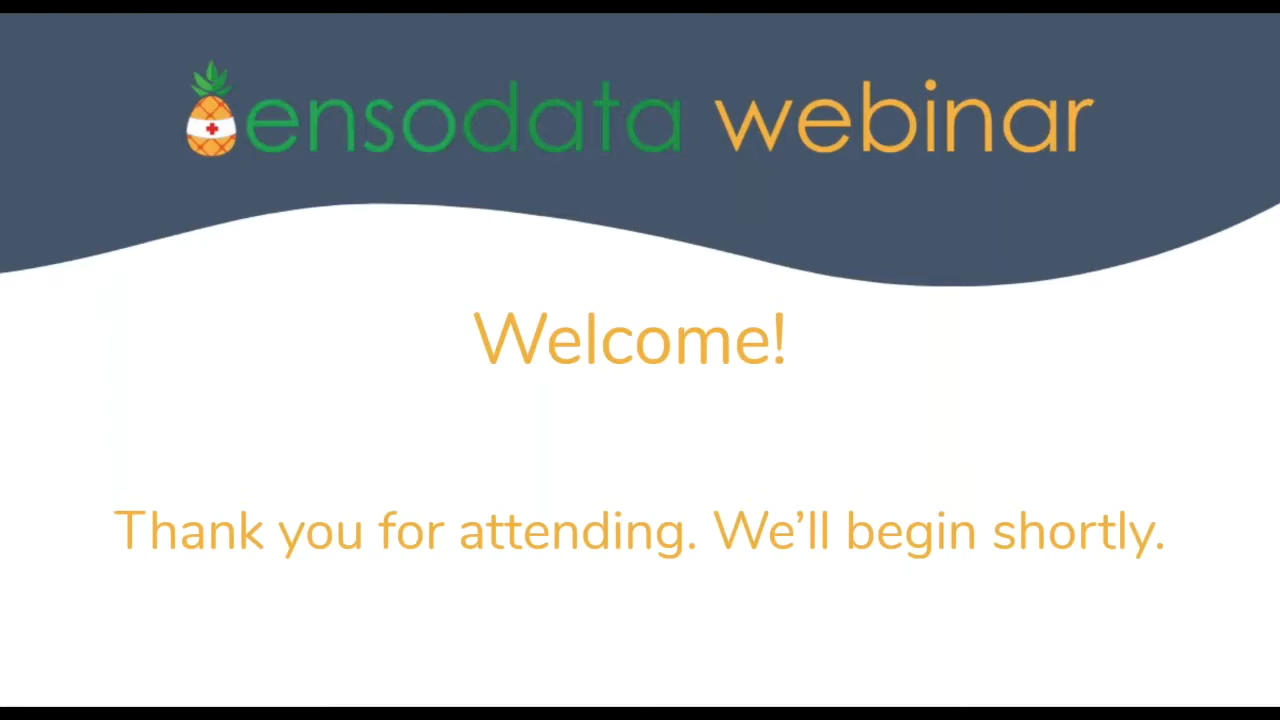 ensodata webinar
Welcome!
Thank you for attending. We’ll begin shortly.